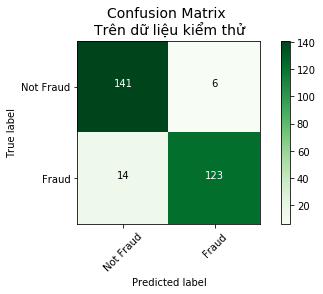 Confusion Matrix
Trên dữ liệu kiểm thử
True label
Not Fraud
Fraud
141
6
14
123
Not Fraud
Fraud
Predicted label
140
120
100
80
60
40
20